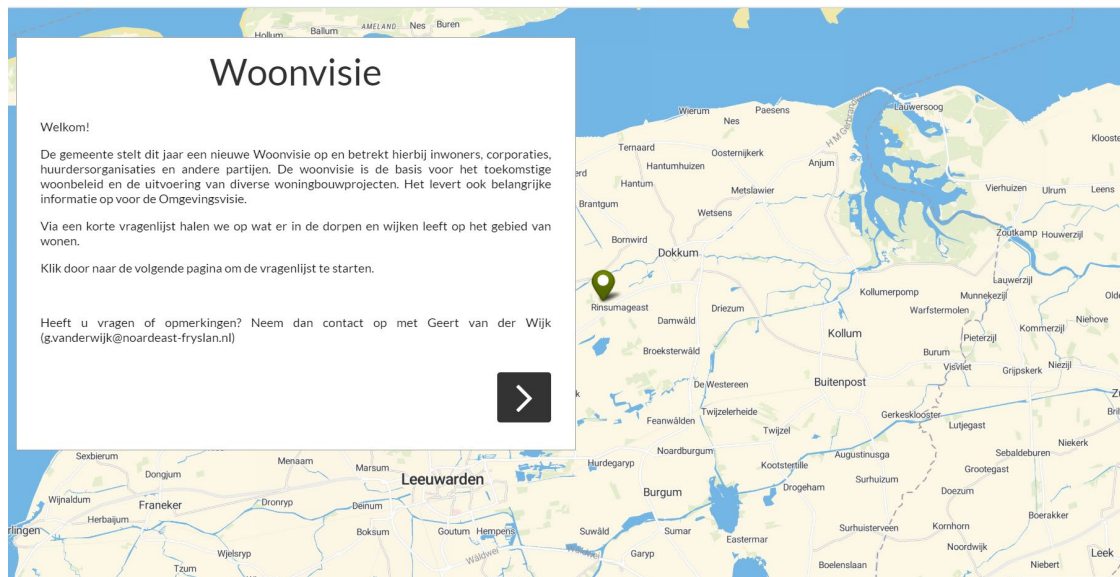 AMELAND Nes Buren
Hollum Ballum
Woonvisie
Welkom!
De gemeente stelt dit jaar een nieuwe Woonvisie op en betrekt hierbij inwoners, corporaties,
huurdersorganisaties en andere partijen. De woonvisie is de basis voor het toekomstige
woonbeleid en de uitvoering van diverse woningbouwprojecten. Het levert ook belangrijke
informatie op voor de Omgevingsvisie.
Via een korte vragenlijst halen we op wat er in de dorpen en wijken leeft op het gebied van
wonen.
Klik door naar de volgende pagina om de vragenlijst te starten.
Heeft u vragen of opmerkingen? Neem dan contact op met Geert van der Wijk
(g.vanderwijk@noardeast-fryslan.nl)
Wierum Paesens Lauwersoog
Nes
Ternaard Oosternijkerk
Hantumhuizen Anjum
Hantum Metslawier Vierhuizen Ulrum Leens
Brantgum
Wetsens
Bornwird Zoutkamp Houwerzijl
Dokkum
Lauwerzijl
Kollumerpomp Munnekezijl
Rinsumageast Driezum Warfstermolen
Damwâld Niehove
Kollum Kommerzijl
Pieterzijl
Broeksterwâld Burum
Visvliet Grijpskerk Niezijl
De Westereen Buitenpost
Twijzelerheide Gerkesklooster
Feanwâlden Lutjegast
Twijzel
Niekerk
Noardburgum Augustinusga Sebaldeburen
Sexbierum Menaam Marsum Hurdegaryp Kootstertille Grootegast
Dongjum Leeuwarden Surhuizum
Drogeham Doezum
Wijnaldum Franeker Dronryp Deinum Burgum
Boerakker
Herbaijum Boksum Goutum Hempens Suwâld Sumar Surhuisterveen Kornhorn
Eastermar
Wjelsryp Wâldwei Garyp Noordwijk Leek
Tzum Boelenslaan Niebert